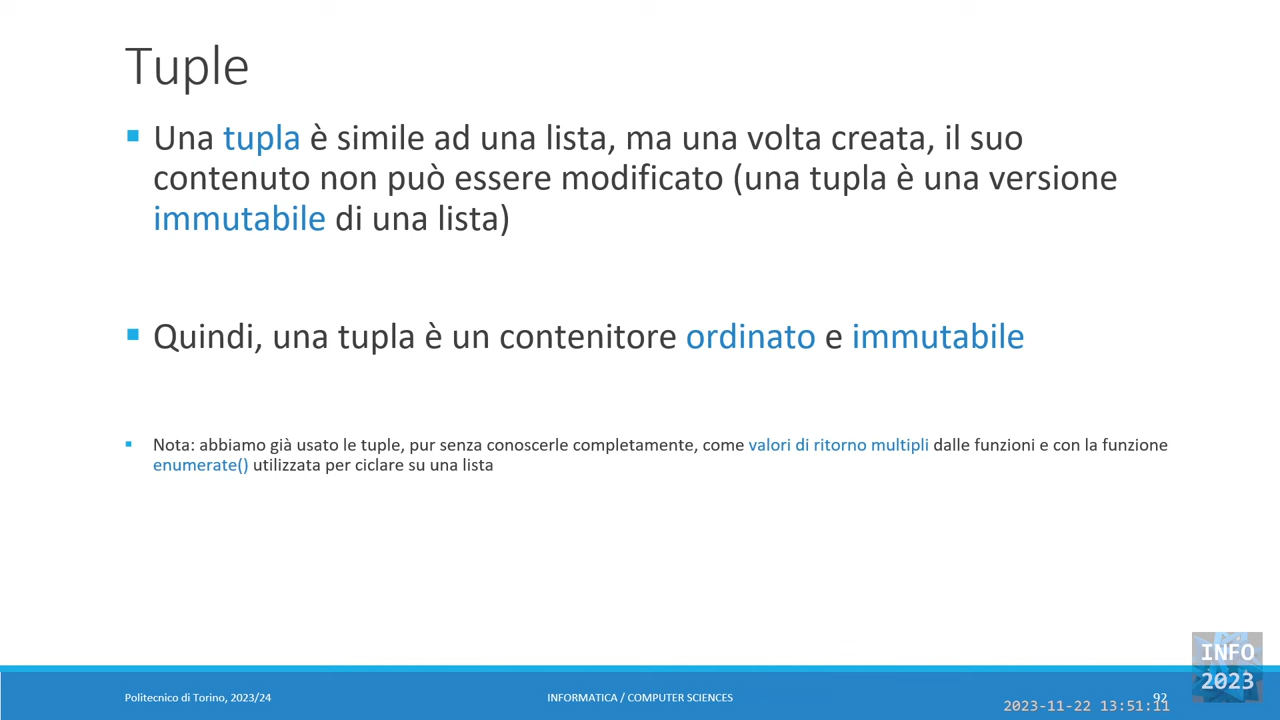 Tuple
Una tupla è simile ad una lista, ma una volta creata, il suo
contenuto non può essere modificato (una tupla è una versione
immutabile di una lista)
Quindi, una tupla è un contenitore ordinato e immutabile
Nota: abbiamo già usato le tuple, pur senza conoscerle completamente, come valori di ritorno multipli dalle funzioni e con la funzione
enumerate() utilizzata per ciclare su una lista
INFO
2023
Politecnico di Torino, 2023/24
INFORMATICA / COMPUTER SCIENCES
92
2023-11-22 13:51:11